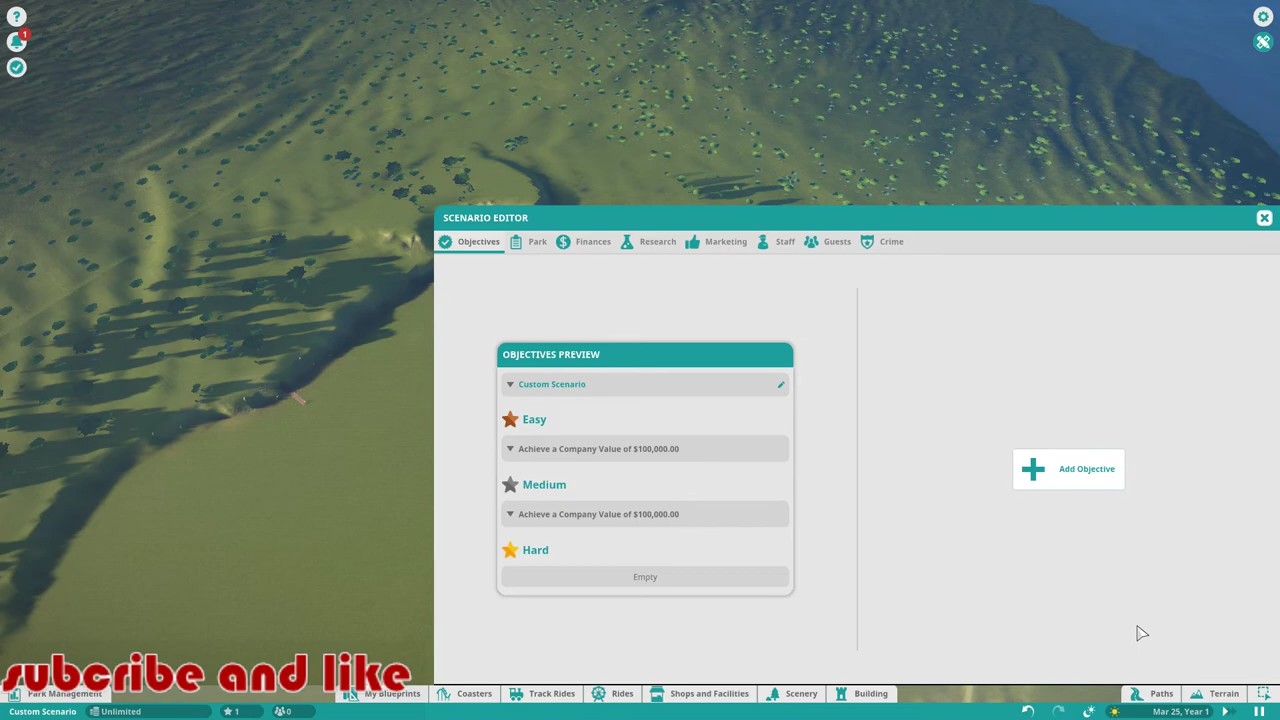 ?
1
SCENARIO EDITOR
Objectives Park Finances Research Marketing Staff Guests Crime
OBJECTIVES PREVIEW
Custom Scenario
Easy
Achieve a Company Value of $100,000.00
Medium
Achieve a Company Value of $100,000.00
Hard
Empty
Add Objective
subcribe and like
Park Management My Blueprints Coasters Track Rides Rides Shops and Facilities Scenery Building Paths Terrain
Custom Scenario Unlimited 1 0 Mar 25, Year 1